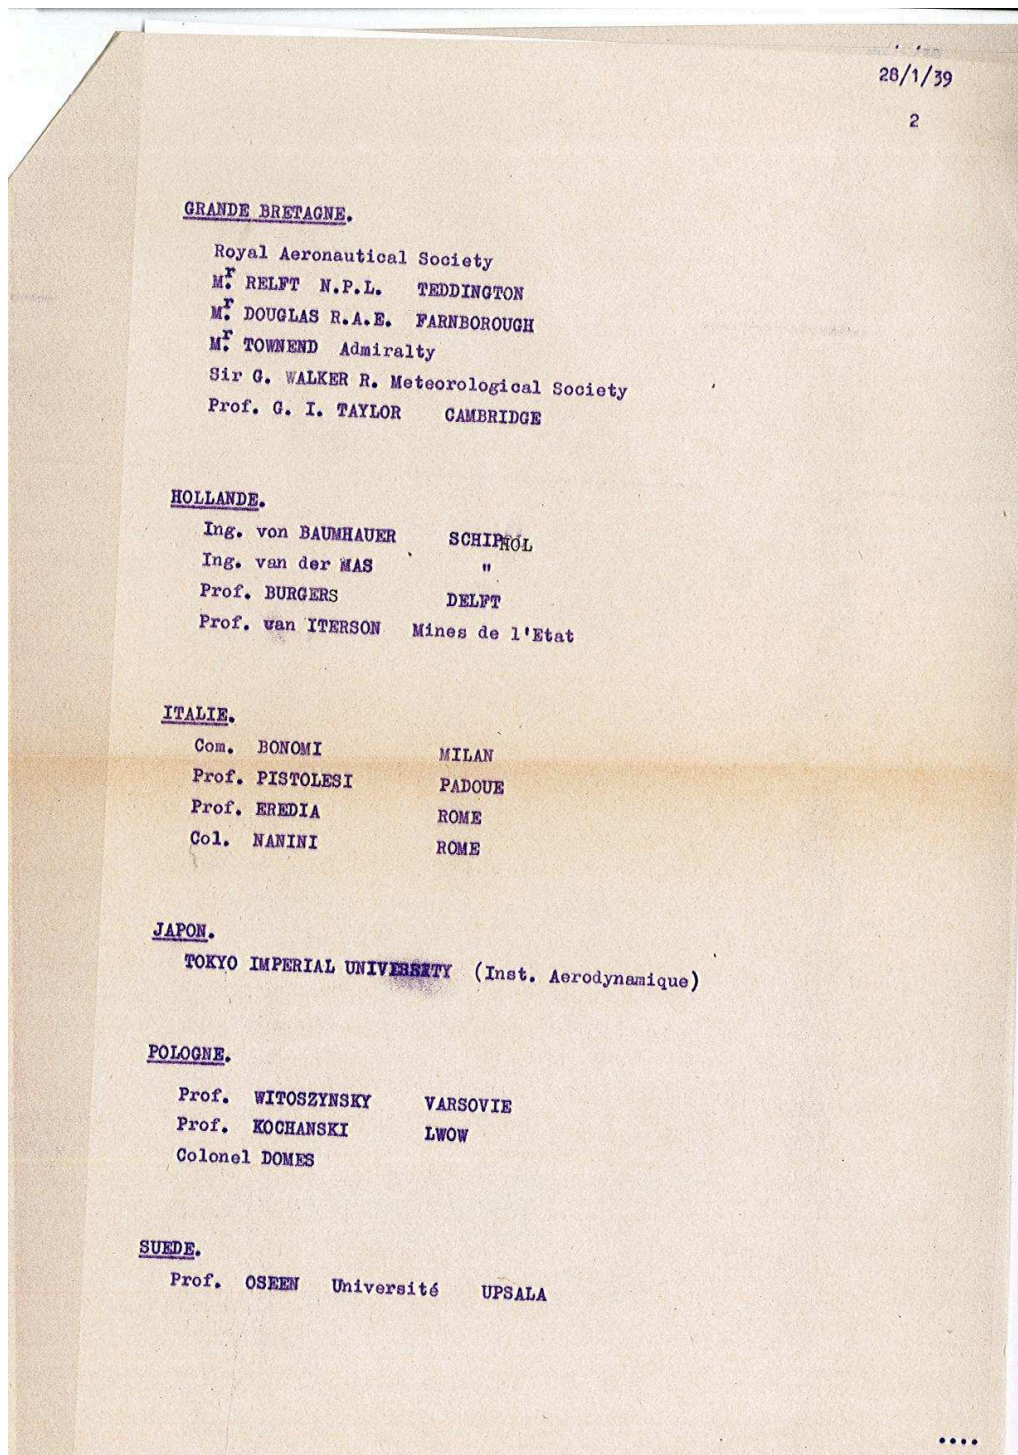 28/1/39
2
GRANDE BRETAGNE.
Royal Aeronautical Society
Mr. RELFT N.P.L. TEDDINGTON
Mr. DOUGLAS R.A.E. FARNBOROUGH
Mr. TOWNEND Admiralty
Sir G. WALKER R. Meteorological Society
Prof. G. I. TAYLOR CAMBRIDGE
HOLLANDE.
Ing. von BAUMHAUER SCHIPHOL
Ing. van der MAS "
Prof. BURGERS DELFT
Prof. van ITERSON Mines de l'Etat
ITALIE.
Com. BONOMI MILAN
Prof. PISTOLESI PADOUE
Prof. EREDIA ROME
Col. NANINI ROME
JAPON.
TOKYO IMPERIAL UNIVERSITY (Inst. Aerodynamique)
POLOGNE.
Prof. WITOSZYNSKY VARSOVIE
Prof. KOCHANSKI LWOW
Colonel DOMES
SUEDE.
Prof. OSEEN Université UPSALA
....